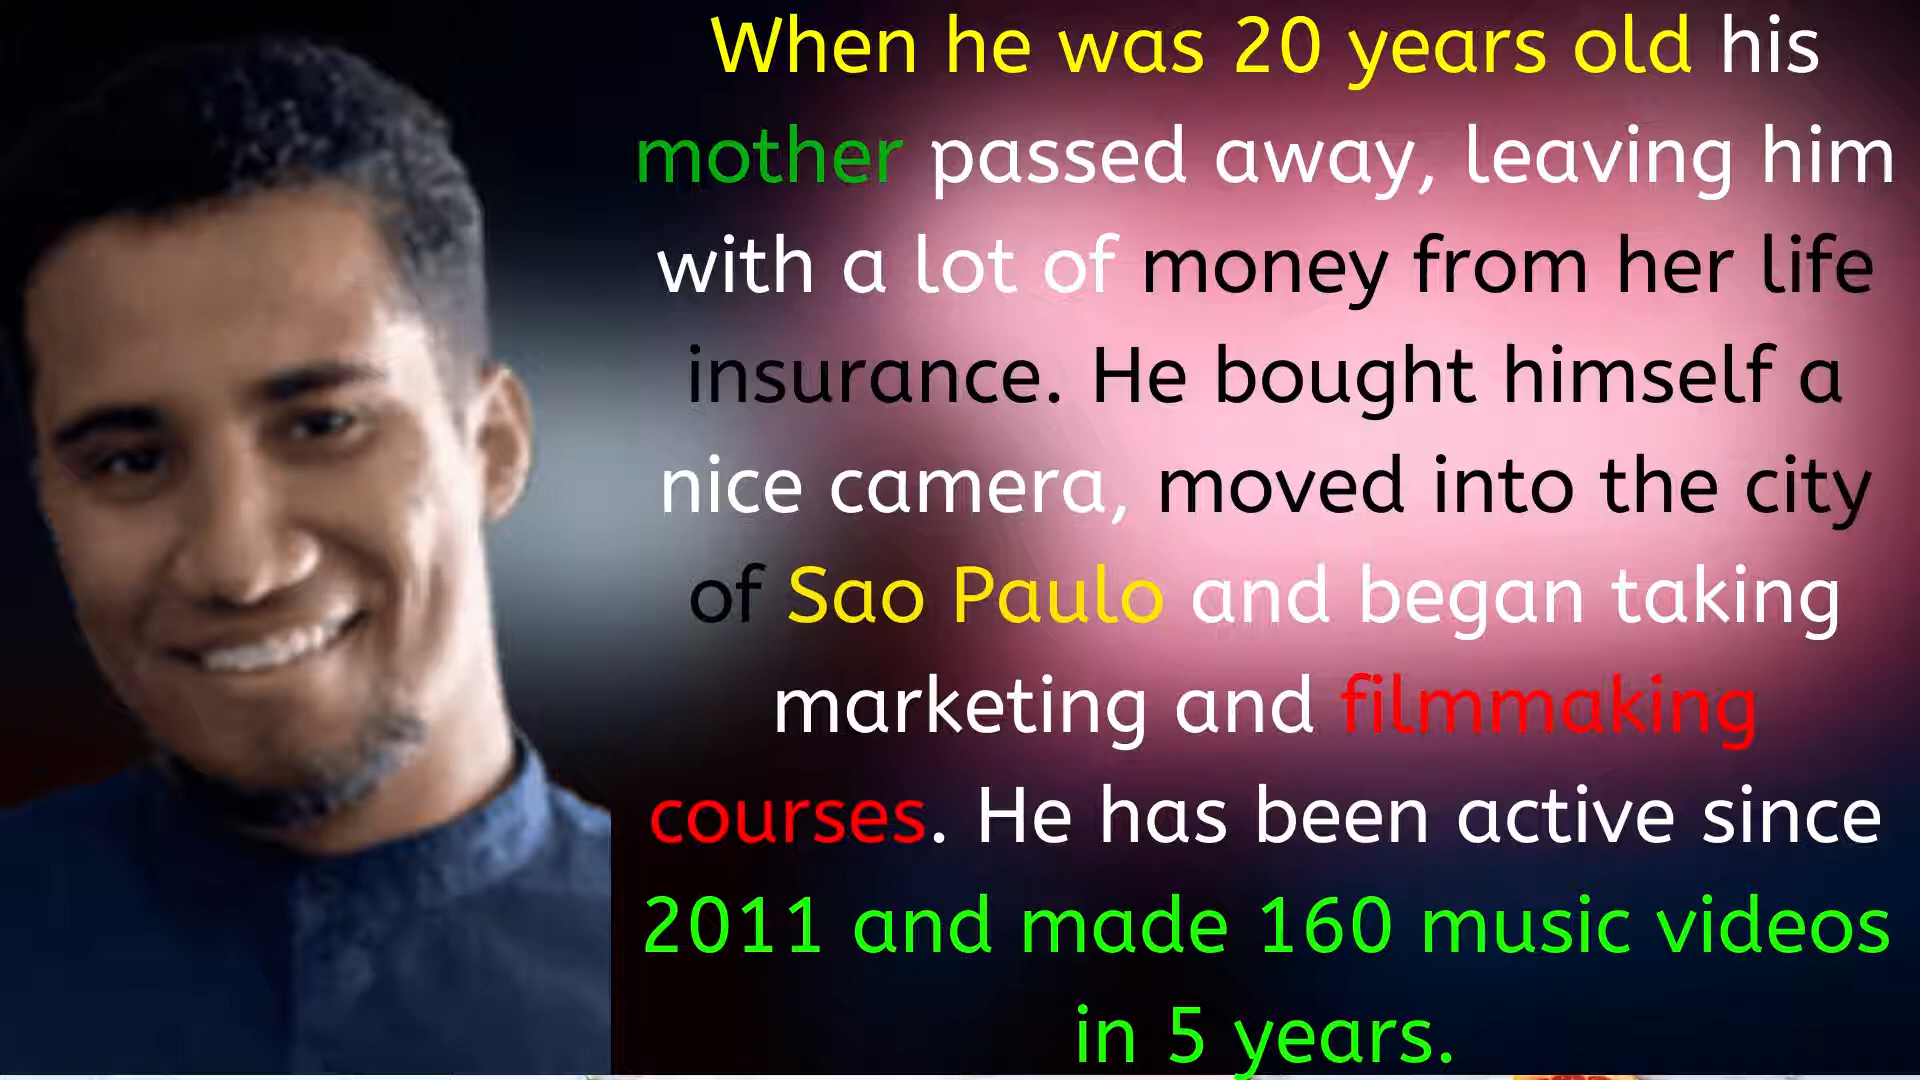 When he was 20 years old his
mother passed away, leaving him
with a lot of money from her life
insurance. He bought himself a
nice camera, moved into the city
of Sao Paulo and began taking
marketing and filmmaking
courses. He has been active since
2011 and made 160 music videos
in 5 years.